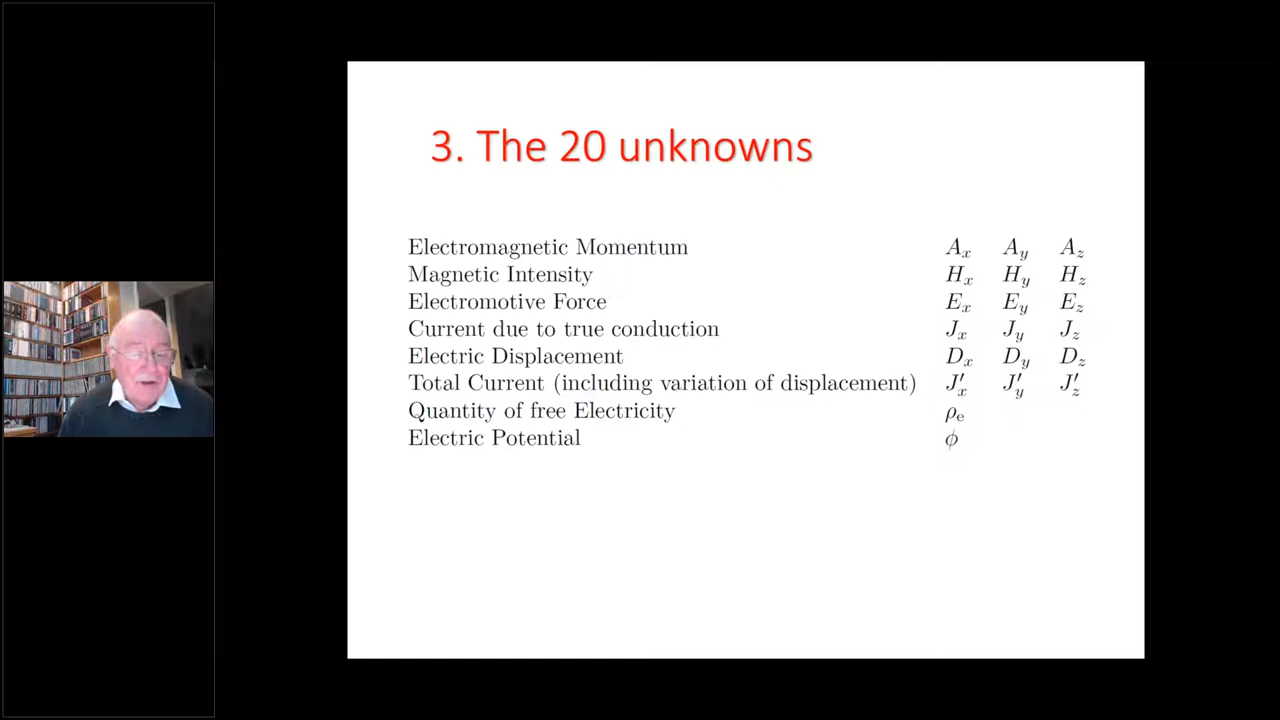 3. The 20 unknowns
Electromagnetic Momentum A_x A_y A_z
Magnetic Intensity H_x H_y H_z
Electromotive Force E_x E_y E_z
Current due to true conduction J_x J_y J_z
Electric Displacement D_x D_y D_z
Total Current (including variation of displacement) J′_x J′_y J′_z
Quantity of free Electricity ρ_e
Electric Potential ϕ